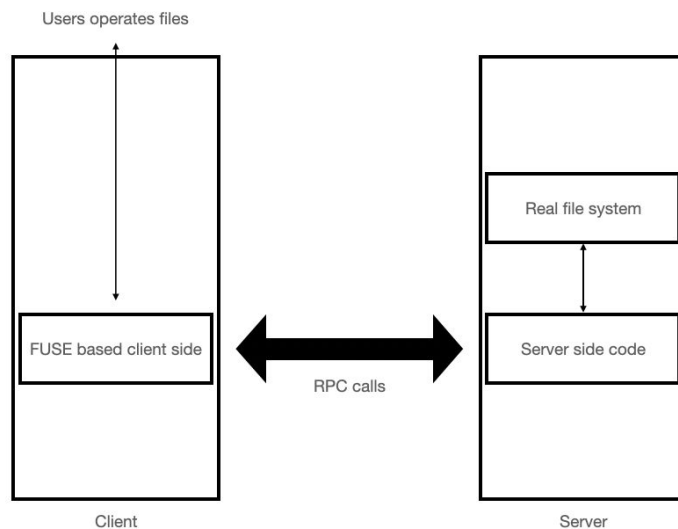 Users operates files
Real file system
FUSE based client side
Server side code
RPC calls
Client
Server